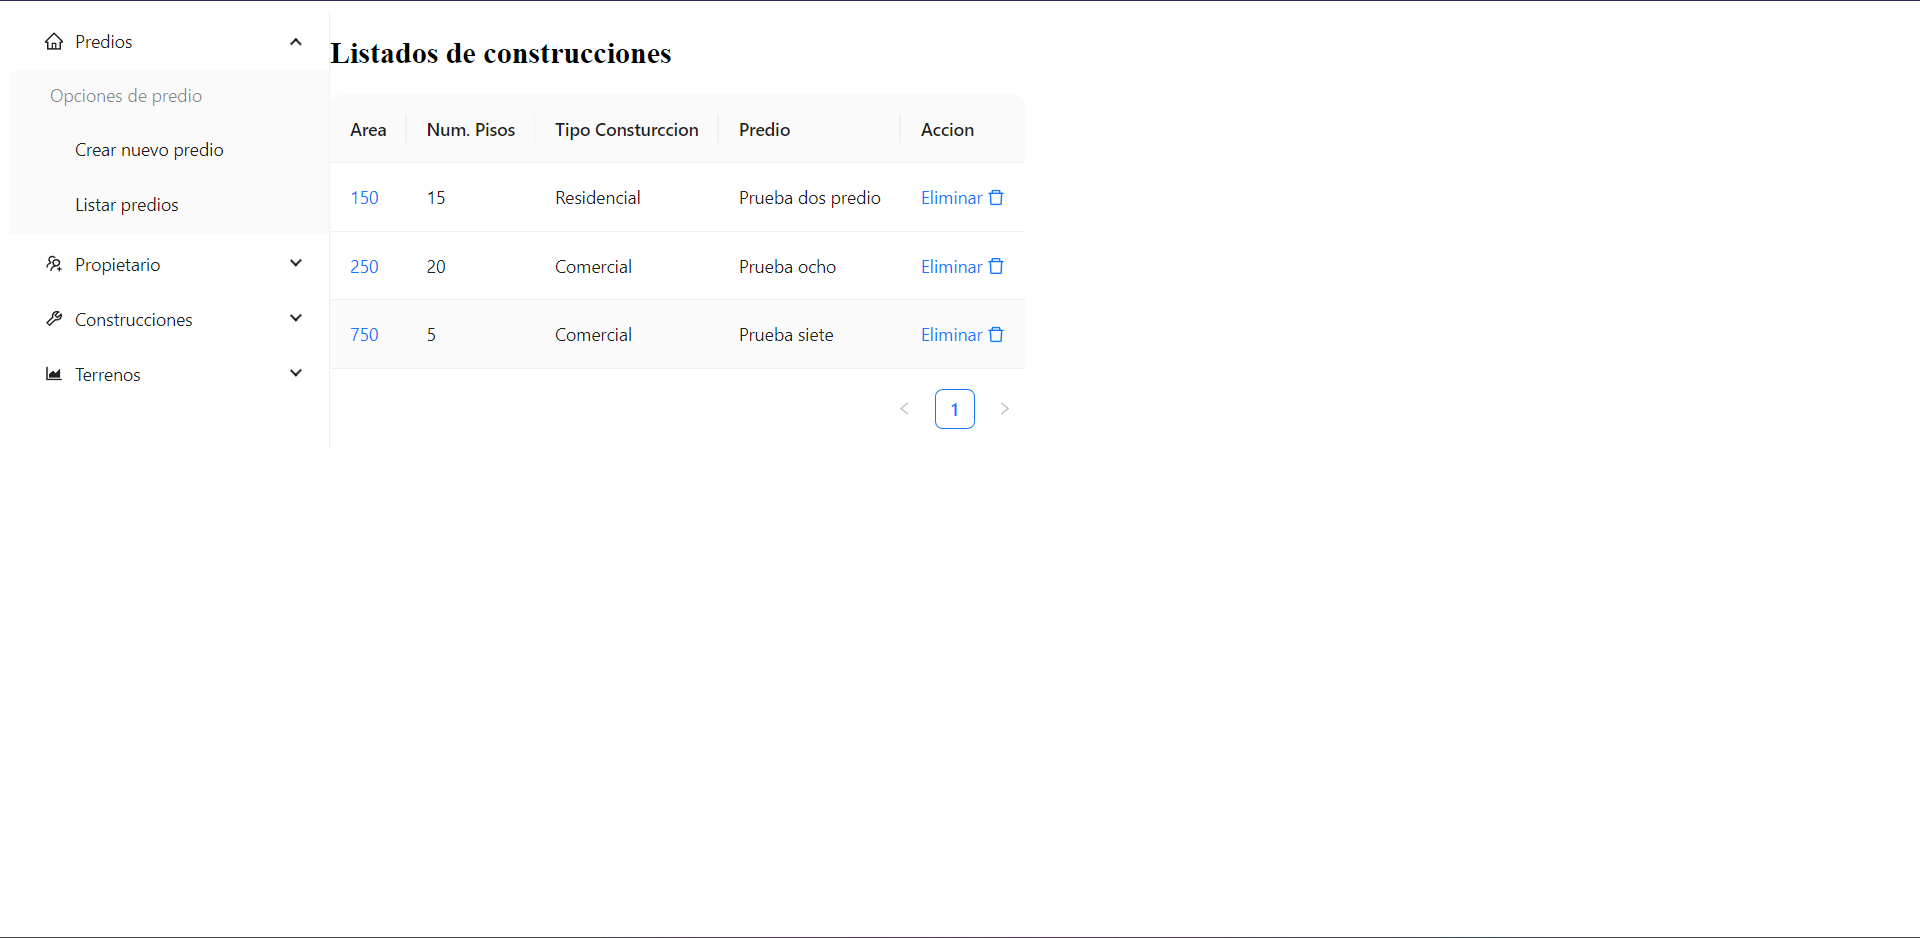 Predios
Opciones de predio
Crear nuevo predio
Listar predios
Propietario
Construcciones
Terrenos
Listados de construcciones
Area Num. Pisos Tipo Consturccion Predio Accion
150 15 Residencial Prueba dos predio Eliminar
250 20 Comercial Prueba ocho Eliminar
750 5 Comercial Prueba siete Eliminar
< 1 >